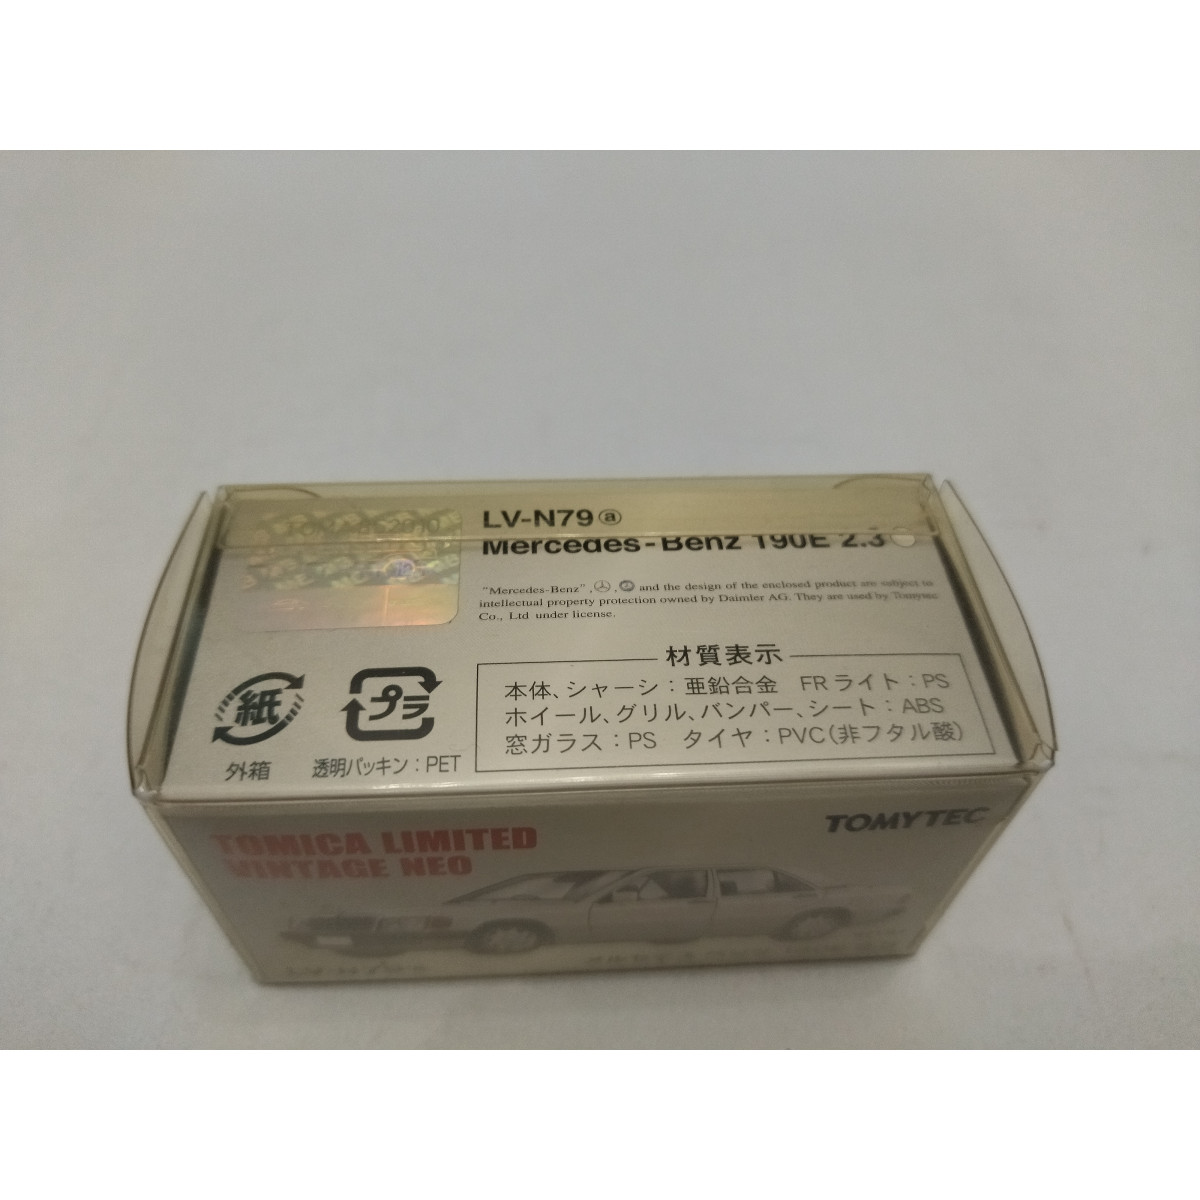 LV-N79ⓐ
Mercedes-Benz 190E 2.3
"Mercedes-Benz", , and the design of the enclosed product are subject to
intellectual property protection owned by Daimler AG. They are used by Tomytec
Co., Ltd under license.
材質表示
本体、シャーシ：亜鉛合金 FRライト：PS
ホイール、グリル、バンパー、シート：ABS
窓ガラス：PS タイヤ：PVC（非フタル酸）
紙
プラ
外箱
透明パッキン：PET
TOMICA LIMITED
VINTAGE NEO
TOMYTEC